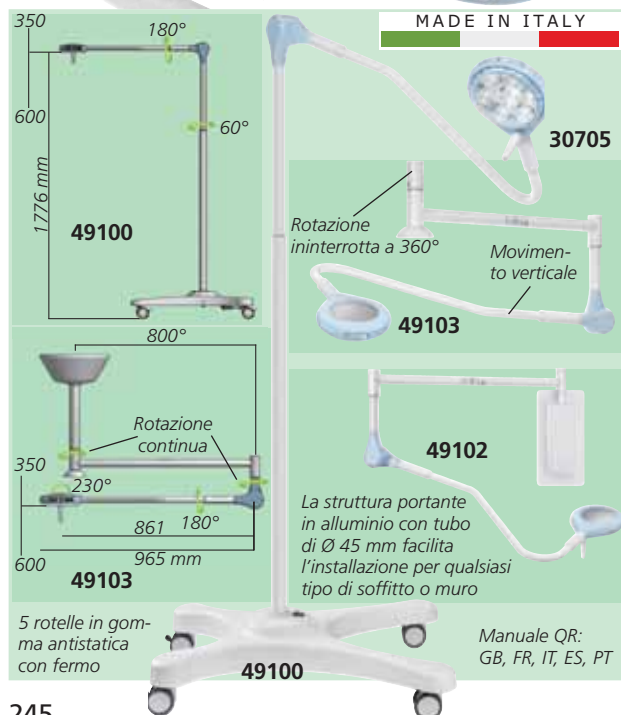 MADE IN ITALY
350
180°
600
60°
1776 mm
49100
30705
Rotazione
ininterrotta a 360°
Movimen-
to verticale
49103
800°
Rotazione
continua
350
230°
861
180°
965 mm
600
49103
49102
La struttura portante
in alluminio con tubo
di Ø 45 mm facilita
l'installazione per qualsiasi
tipo di soffitto o muro
5 rotelle in gom-
ma antistatica
con fermo
49100
Manuale QR:
GB, FR, IT, ES, PT
245